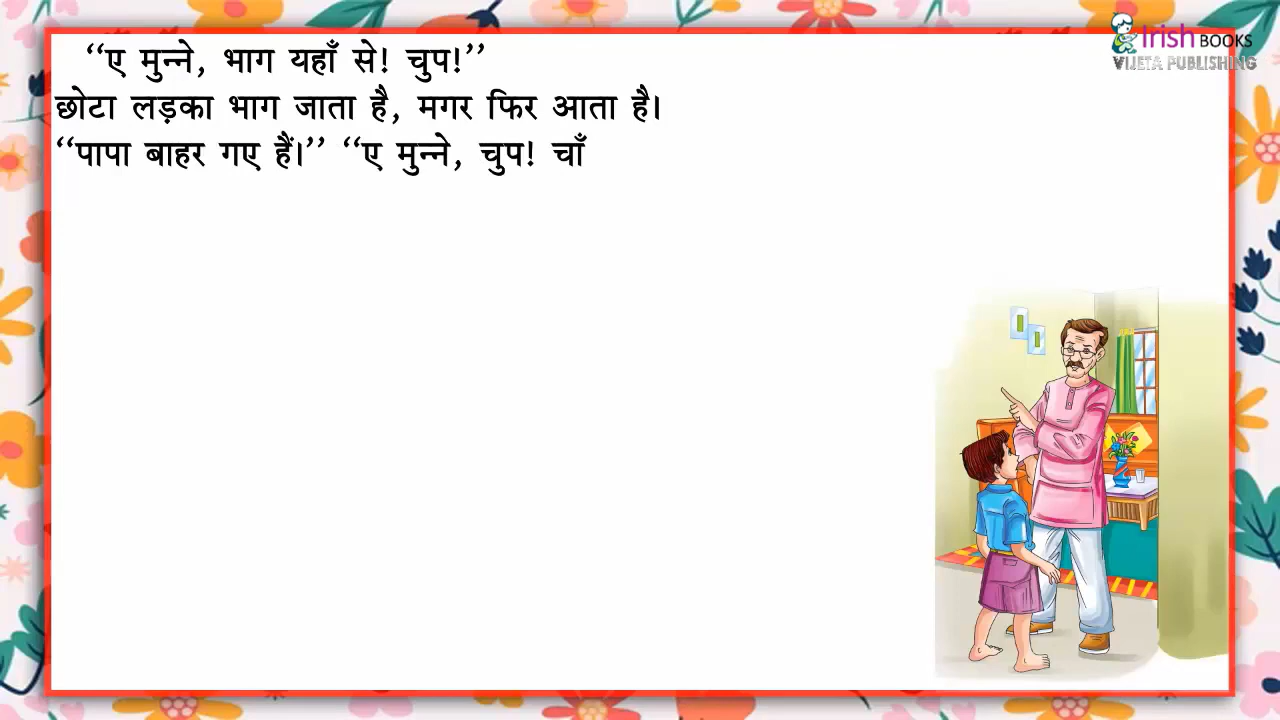 ‘‘ए मुन्ने, भाग यहाँ से! चुप!’’
छोटा लड़का भाग जाता है, मगर फिर आता है।
‘‘पापा बाहर गए हैं।’’ ‘‘ए मुन्ने, चुप! चाँ
Irish BOOKS
VIJETA PUBLISHING